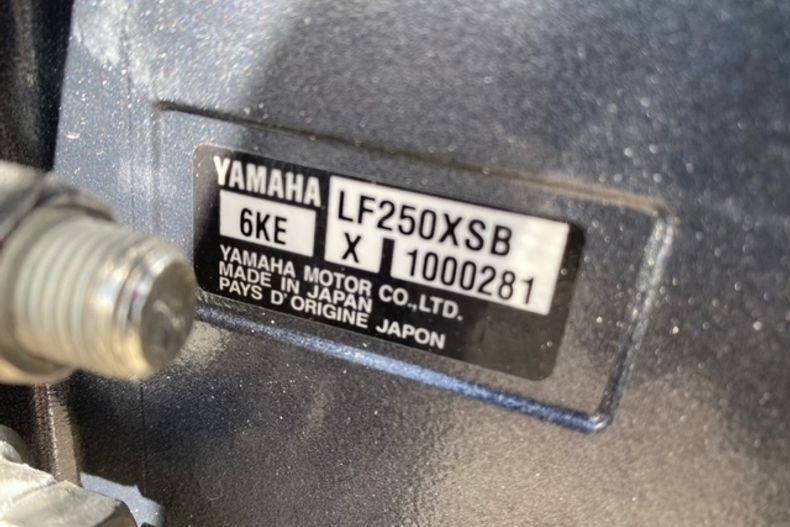 YAMAHA
LF250XSB
6KE
X
1000281
YAMAHA MOTOR CO.,LTD.
MADE IN JAPAN
PAYS D'ORIGINE JAPON